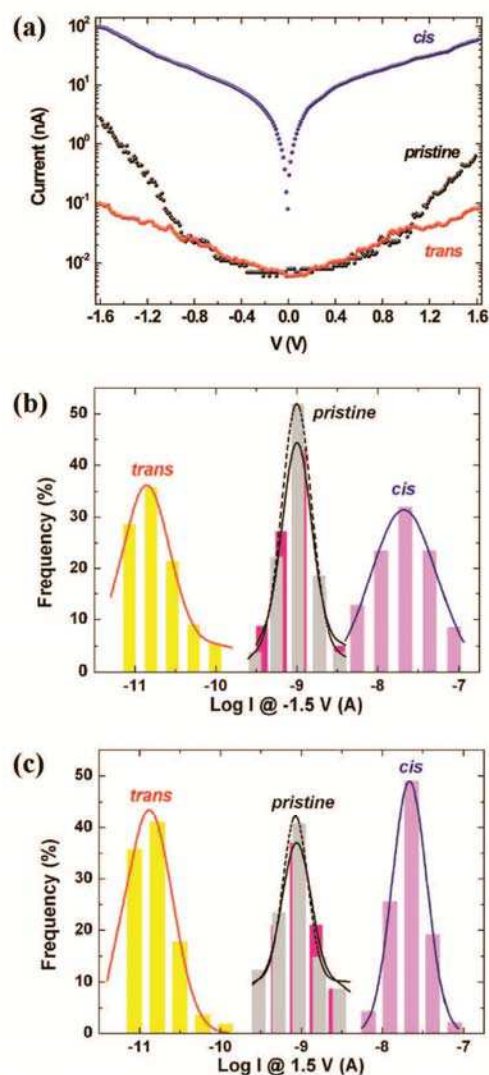 (a)
10²
10¹
10⁰
10⁻¹
10⁻²
Current (nA)
cis
pristine
trans
-1.6 -1.2 -0.8 -0.4 0.0 0.4 0.8 1.2 1.6
V (V)
(b)
50
40
30
20
10
0
Frequency (%)
trans
pristine
cis
-11 -10 -9 -8 -7
Log I @ -1.5 V (A)
(c)
50
40
30
20
10
0
Frequency (%)
trans
pristine
cis
-11 -10 -9 -8 -7
Log I @ 1.5 V (A)